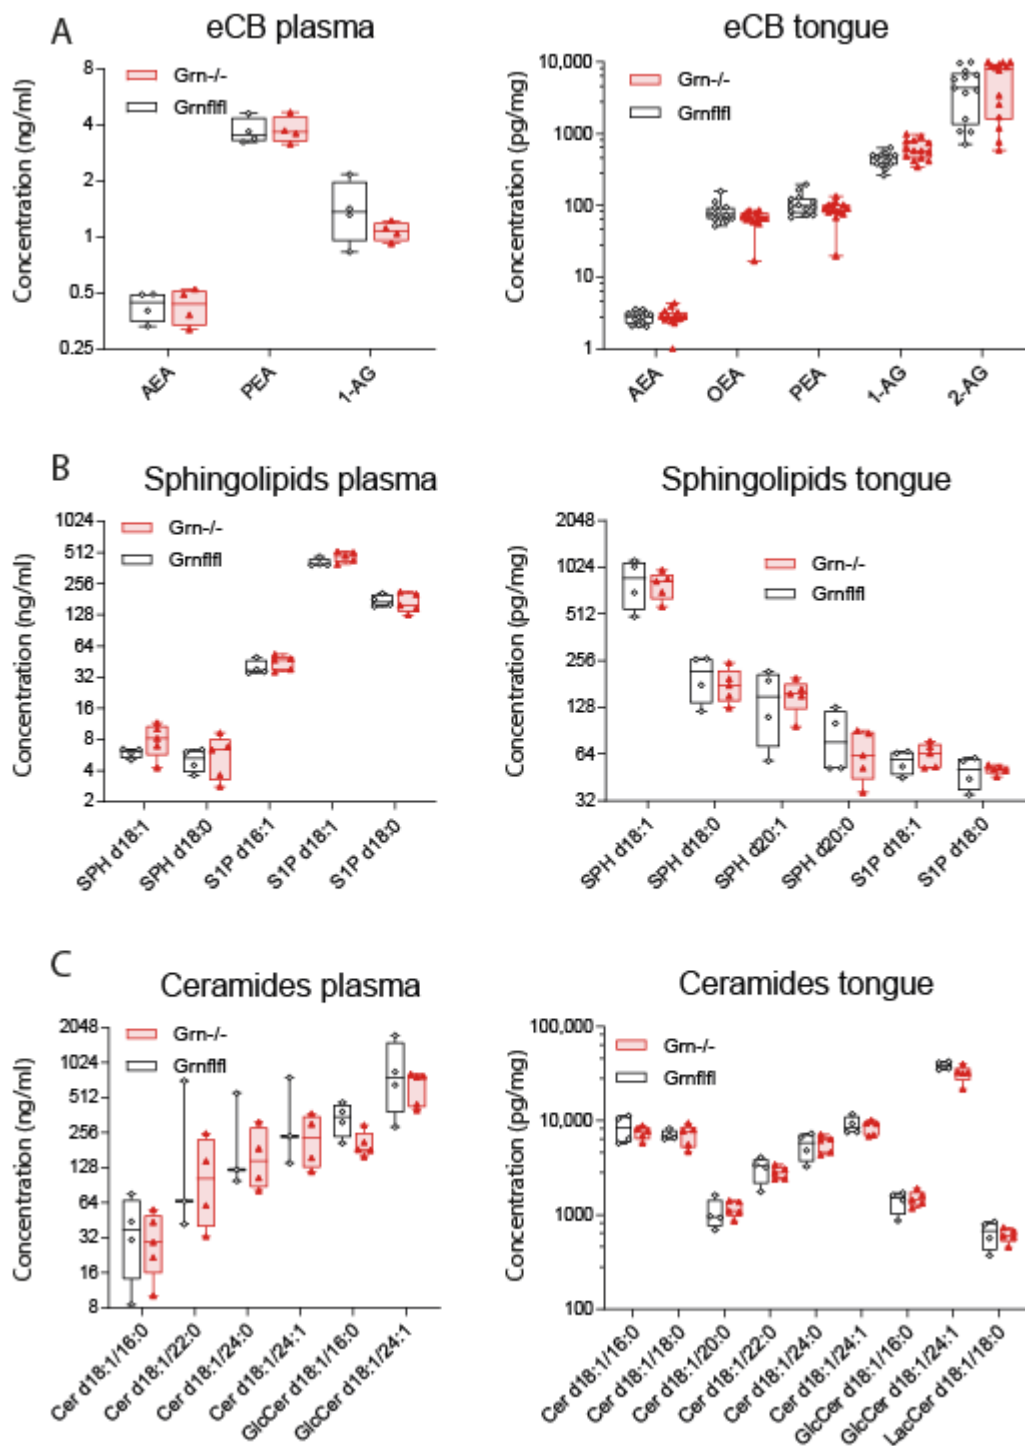 A
eCB plasma
Concentration (ng/ml)
8
4
2
1
0.5
0.25
Grn-/-
Grnflfl
AEA
PEA
1-AG
eCB tongue
Concentration (pg/mg)
10,000
1000
100
10
1
Grn-/-
Grnflfl
AEA
OEA
PEA
1-AG
2-AG
B
Sphingolipids plasma
Concentration (ng/ml)
1024
512
256
128
64
32
16
8
4
2
Grn-/-
Grnflfl
SPH d18:1
SPH d18:0
S1P d16:1
S1P d18:1
S1P d18:0
Sphingolipids tongue
Concentration (pg/mg)
2048
1024
512
256
128
64
32
Grn-/-
Grnflfl
SPH d18:1
SPH d18:0
SPH d20:1
SPH d20:0
S1P d18:1
S1P d18:0
C
Ceramides plasma
Concentration (ng/ml)
2048
1024
512
256
128
64
32
16
8
Grn-/-
Grnflfl
Cer d18:1/16:0
Cer d18:1/22:0
Cer d18:1/24:0
Cer d18:1/24:1
GlcCer d18:1/16:0
GlcCer d18:1/24:1
Ceramides tongue
Concentration (pg/mg)
100,000
10,000
1000
100
Grn-/-
Grnflfl
Cer d18:1/16:0
Cer d18:1/18:0
Cer d18:1/20:0
Cer d18:1/22:0
Cer d18:1/24:0
Cer d18:1/24:1
GlcCer d18:1/16:0
GlcCer d18:1/24:1
LacCer d18:1/18:0